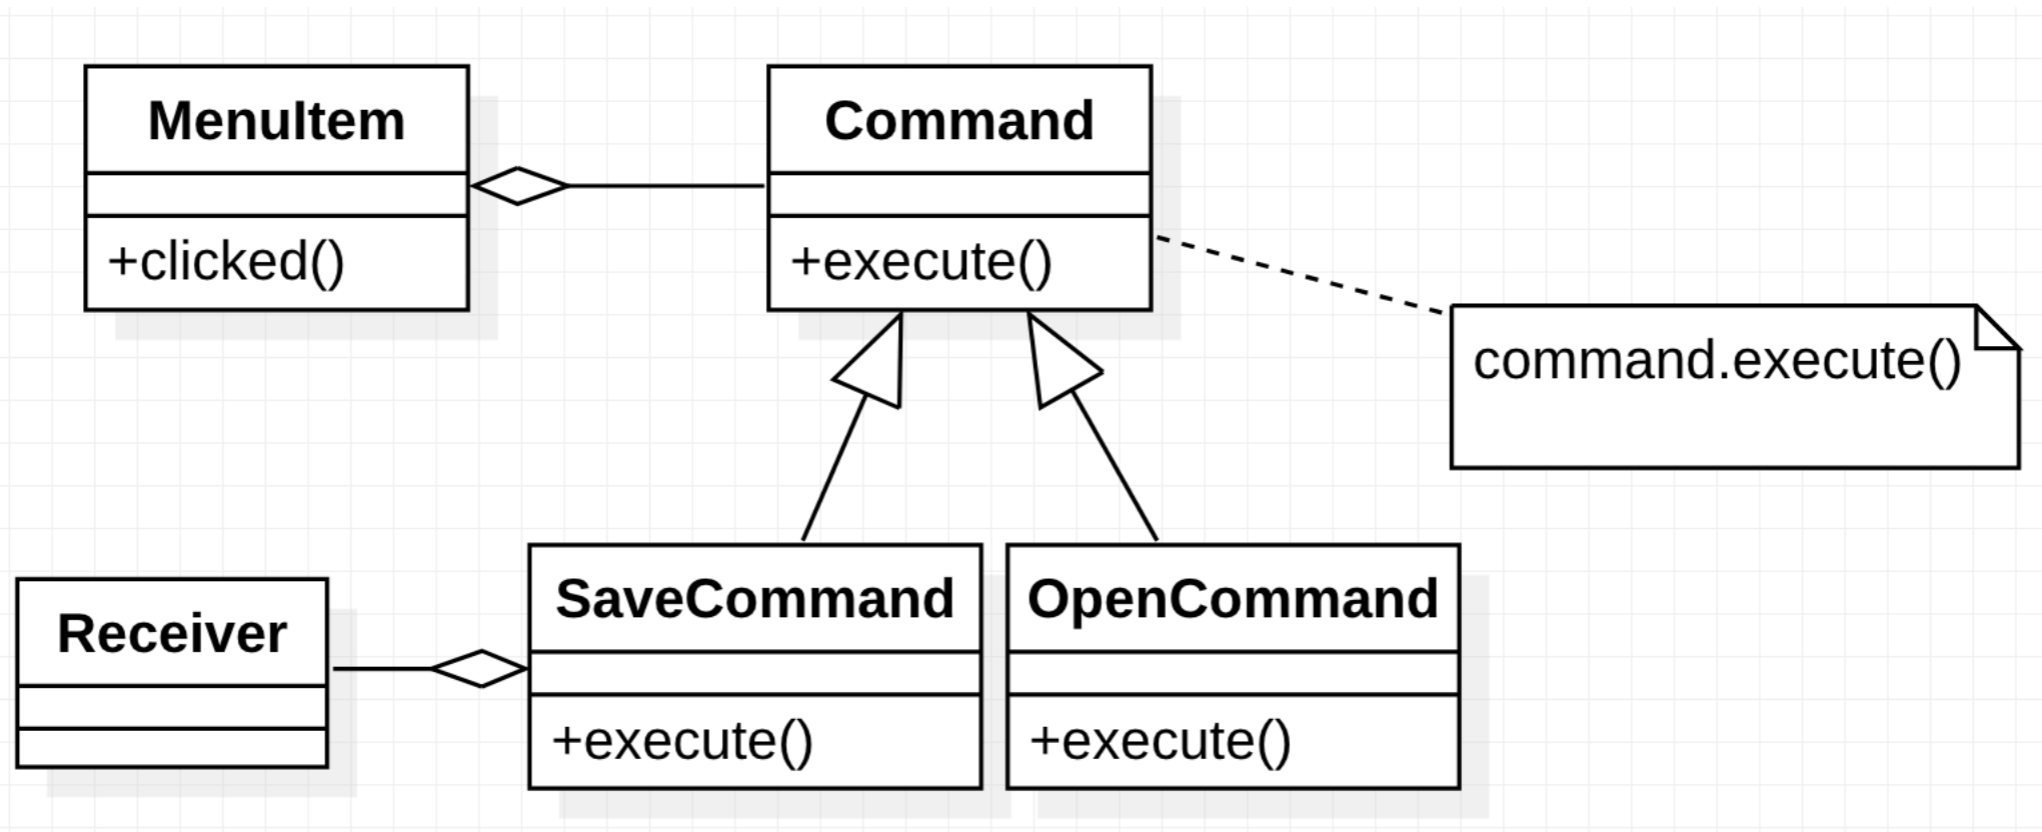 MenuItem
+clicked()
Command
+execute()
command.execute()
Receiver
SaveCommand
+execute()
OpenCommand
+execute()